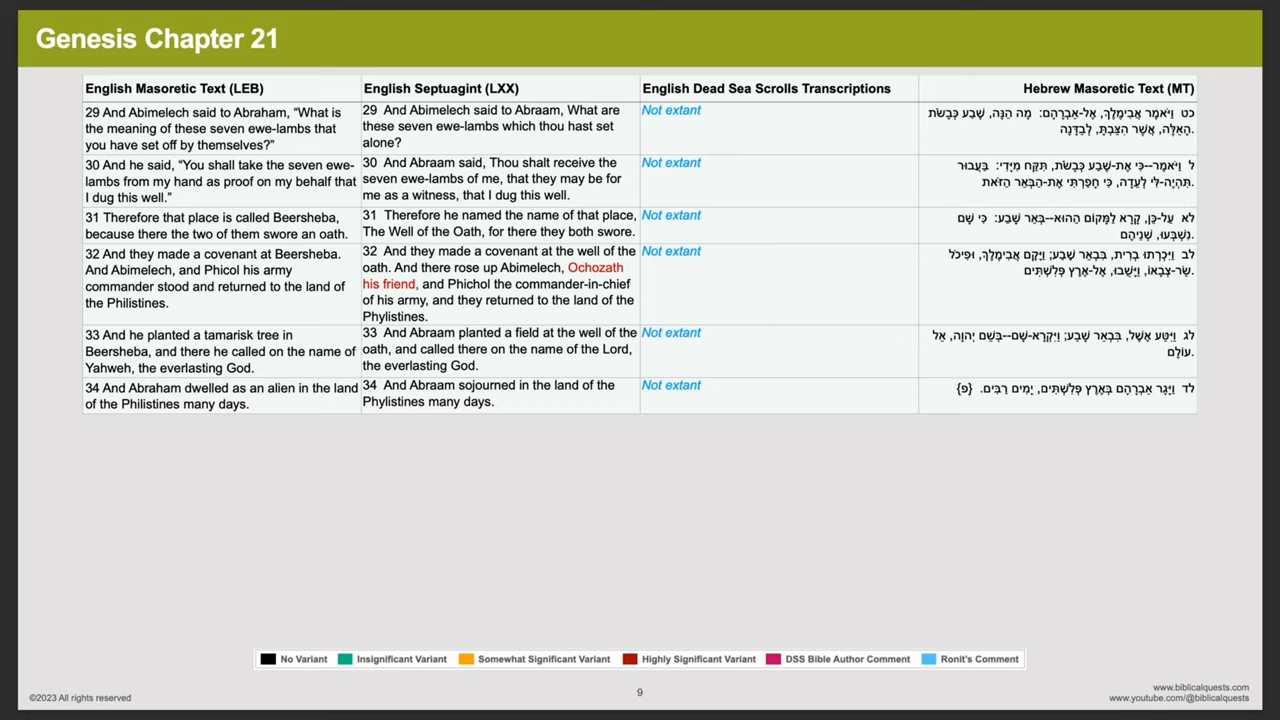 Genesis Chapter 21
English Masoretic Text (LEB)
English Septuagint (LXX)
English Dead Sea Scrolls Transcriptions
Hebrew Masoretic Text (MT)
29 And Abimelech said to Abraham, “What is
the meaning of these seven ewe-lambs that
you have set off by themselves?”
29  And Abimelech said to Abraam, What are
these seven ewe-lambs which thou hast set
alone?
Not extant
כט  וַיֹּאמֶר אֲבִימֶלֶךְ, אֶל-אַבְרָהָם:  מָה הֵנָּה, שֶׁבַע כְּבָשֹׂת
הָאֵלֶּה, אֲשֶׁר הִצַּבְתָּ, לְבַדָּנָה.
30 And he said, “You shall take the seven ewe-
lambs from my hand as proof on my behalf that
I dug this well.”
30  And Abraam said, Thou shalt receive the
seven ewe-lambs of me, that they may be for
me as a witness, that I dug this well.
Not extant
ל  וַיֹּאמֶר--כִּי אֶת-שֶׁבַע כְּבָשֹׂת, תִּקַּח מִיָּדִי:  בַּעֲבוּר
תִּהְיֶה-לִּי לְעֵדָה, כִּי חָפַרְתִּי אֶת-הַבְּאֵר הַזֹּאת.
31 Therefore that place is called Beersheba,
because there the two of them swore an oath.
31  Therefore he named the name of that place,
The Well of the Oath, for there they both swore.
Not extant
לא  עַל-כֵּן, קָרָא לַמָּקוֹם הַהוּא--בְּאֵר שָׁבַע:  כִּי שָׁם
נִשְׁבְּעוּ, שְׁנֵיהֶם.
32 And they made a covenant at Beersheba.
And Abimelech, and Phicol his army
commander stood and returned to the land of
the Philistines.
32  And they made a covenant at the well of the
oath. And there rose up Abimelech, Ochozath
his friend, and Phichol the commander-in-chief
of his army, and they returned to the land of the
Phylistines.
Not extant
לב  וַיִּכְרְתוּ בְרִית, בִּבְאֵר שָׁבַע; וַיָּקָם אֲבִימֶלֶךְ, וּפִיכֹל
שַׂר-צְבָאוֹ, וַיָּשֻׁבוּ, אֶל-אֶרֶץ פְּלִשְׁתִּים.
33 And he planted a tamarisk tree in
Beersheba, and there he called on the name of
Yahweh, the everlasting God.
33  And Abraam planted a field at the well of the
oath, and called there on the name of the Lord,
the everlasting God.
Not extant
לג  וַיִּטַּע אֶשֶׁל, בִּבְאֵר שָׁבַע; וַיִּקְרָא-שָׁם--בְּשֵׁם יְהוָה, אֵל
עוֹלָם.
34 And Abraham dwelled as an alien in the land
of the Philistines many days.
34  And Abraam sojourned in the land of the
Phylistines many days.
Not extant
לד  וַיָּגָר אַבְרָהָם בְּאֶרֶץ פְּלִשְׁתִּים, יָמִים רַבִּים.  {פ}
No Variant
Insignificant Variant
Somewhat Significant Variant
Highly Significant Variant
DSS Bible Author Comment
Ronit's Comment
©2023 All rights reserved
9
www.biblicalquests.com
www.youtube.com/@biblicalquests